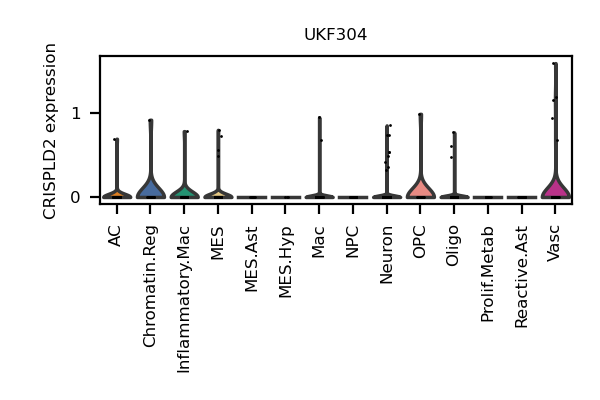 UKF304
CRISPLD2 expression
1
0
AC
Chromatin.Reg
Inflammatory.Mac
MES
MES.Ast
MES.Hyp
Mac
NPC
Neuron
OPC
Oligo
Prolif.Metab
Reactive.Ast
Vasc